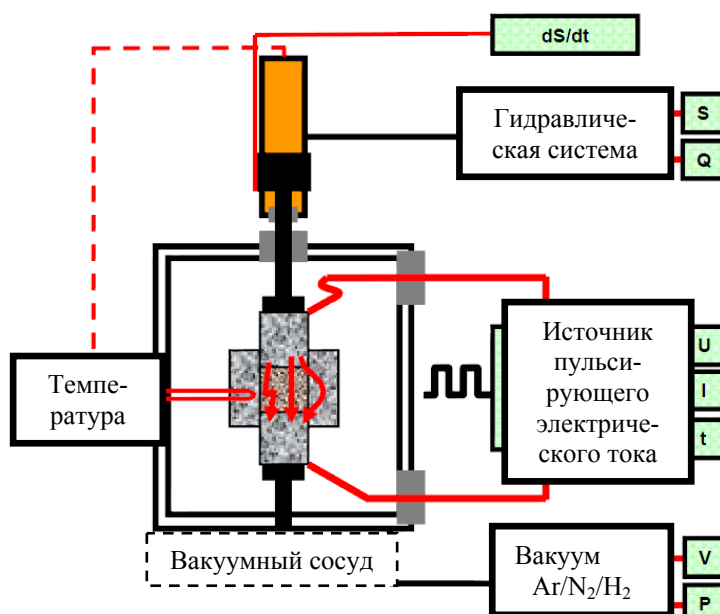 dS/dt
Гидравличе-
ская система
S
Q
Темпе-
ратура
Источник
пульси-
рующего
электриче-
ского тока
U
I
t
Вакуумный сосуд
Вакуум
Ar/N₂/H₂
V
P